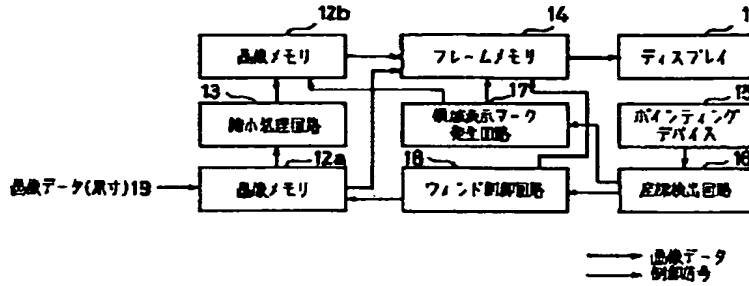 12b
画像メモリ
14
フレームメモリ
ディスプレイ
13
縮小処理回路
17
領域表示マーク
発生回路
15
ポインティング
デバイス
12a
画像メモリ
18
ウィンド制御回路
16
座標検出回路
画像データ(原寸)19
画像データ
制御信号